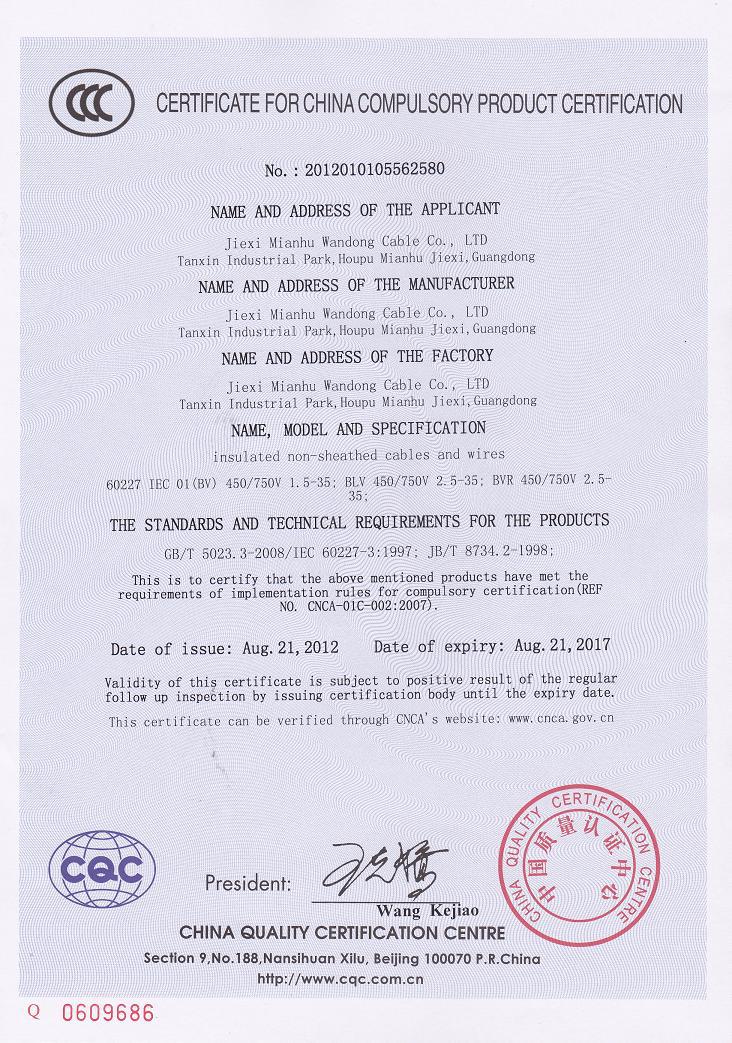 CCC
CERTIFICATE FOR CHINA COMPULSORY PRODUCT CERTIFICATION
No. : 2012010105562580
NAME AND ADDRESS OF THE APPLICANT
Jiexi Mianhu Wandong Cable Co., LTD
Tanxin Industrial Park,Houpu Mianhu Jiexi,Guangdong
NAME AND ADDRESS OF THE MANUFACTURER
Jiexi Mianhu Wandong Cable Co., LTD
Tanxin Industrial Park,Houpu Mianhu Jiexi,Guangdong
NAME AND ADDRESS OF THE FACTORY
Jiexi Mianhu Wandong Cable Co., LTD
Tanxin Industrial Park,Houpu Mianhu Jiexi,Guangdong
NAME, MODEL AND SPECIFICATION
insulated non-sheathed cables and wires
60227 IEC 01(BV) 450/750V 1.5-35; BLV 450/750V 2.5-35; BVR 450/750V 2.5-
35;
THE STANDARDS AND TECHNICAL REQUIREMENTS FOR THE PRODUCTS
GB/T 5023.3-2008/IEC 60227-3:1997; JB/T 8734.2-1998;
This is to certify that the above mentioned products have met the
requirements of implementation rules for compulsory certification(REF
NO. CNCA-01C-002:2007).
Date of issue: Aug. 21, 2012 Date of expiry: Aug. 21, 2017
Validity of this certificate is subject to positive result of the regular
follow up inspection by issuing certification body until the expiry date.
This certificate can be verified through CNCA's website: www.cnca.gov.cn
CQC
President:
王克娇
Wang Kejiao
CHINA QUALITY CERTIFICATION CENTRE
中国质量认证中心
CHINA QUALITY CERTIFICATION CENTRE
Section 9,No.188,Nansihuan Xilu, Beijing 100070 P.R.China
http://www.cqc.com.cn
Q 0609686